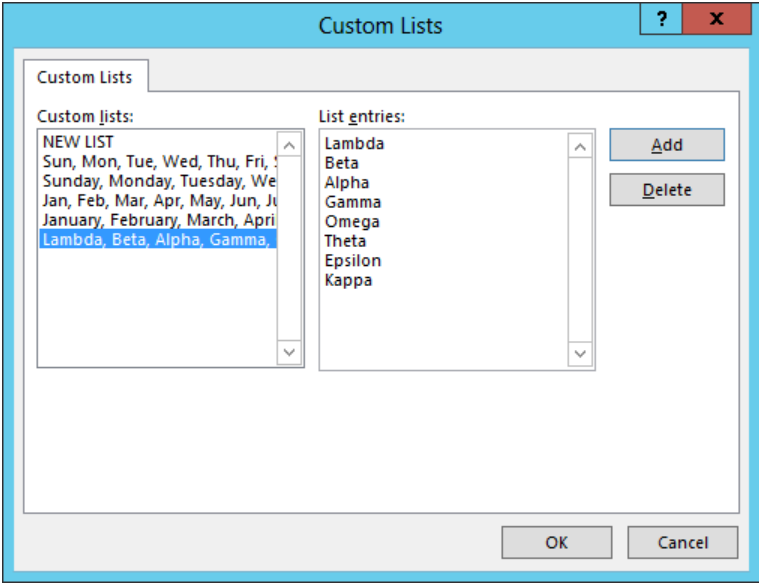 Custom Lists
?
x
Custom Lists
Custom lists:
NEW LIST
Sun, Mon, Tue, Wed, Thu, Fri,
Sunday, Monday, Tuesday, We
Jan, Feb, Mar, Apr, May, Jun,
January, February, March, Apri
Lambda, Beta, Alpha, Gamma,
List entries:
Lambda
Beta
Alpha
Gamma
Omega
Theta
Epsilon
Kappa
Add
Delete
OK
Cancel